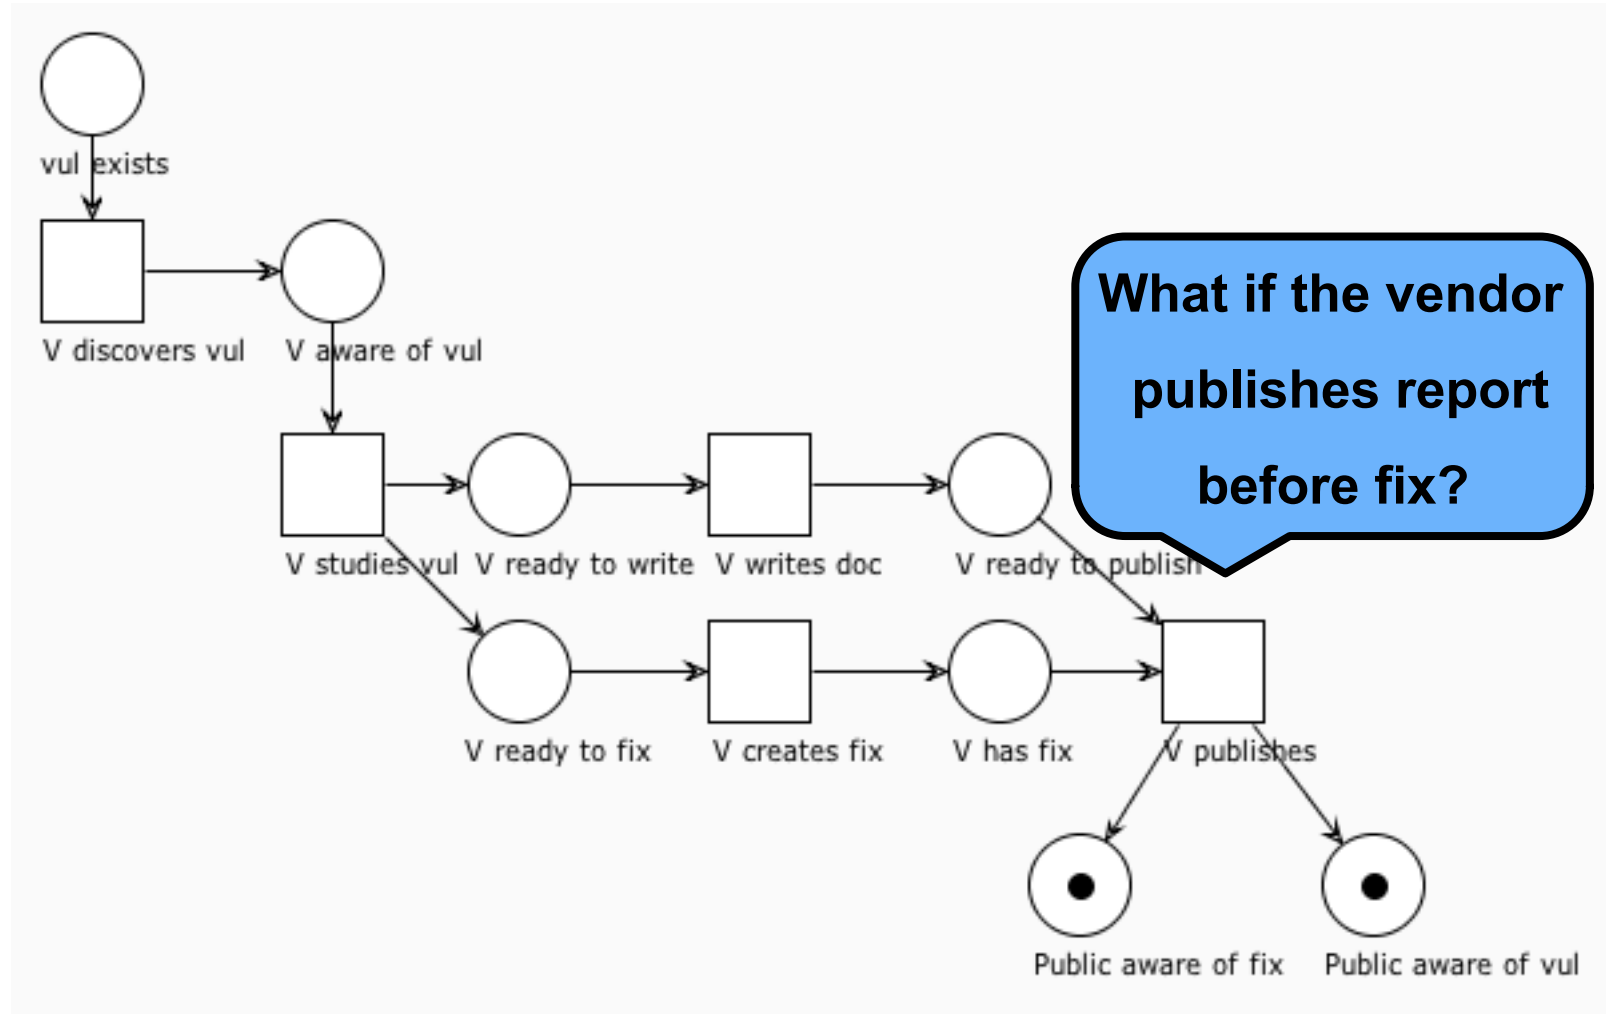 vul exists
V discovers vul
V aware of vul
What if the vendor
publishes report
before fix?
V studies vul
V ready to write
V writes doc
V ready to publish
V ready to fix
V creates fix
V has fix
V publishes
Public aware of fix
Public aware of vul